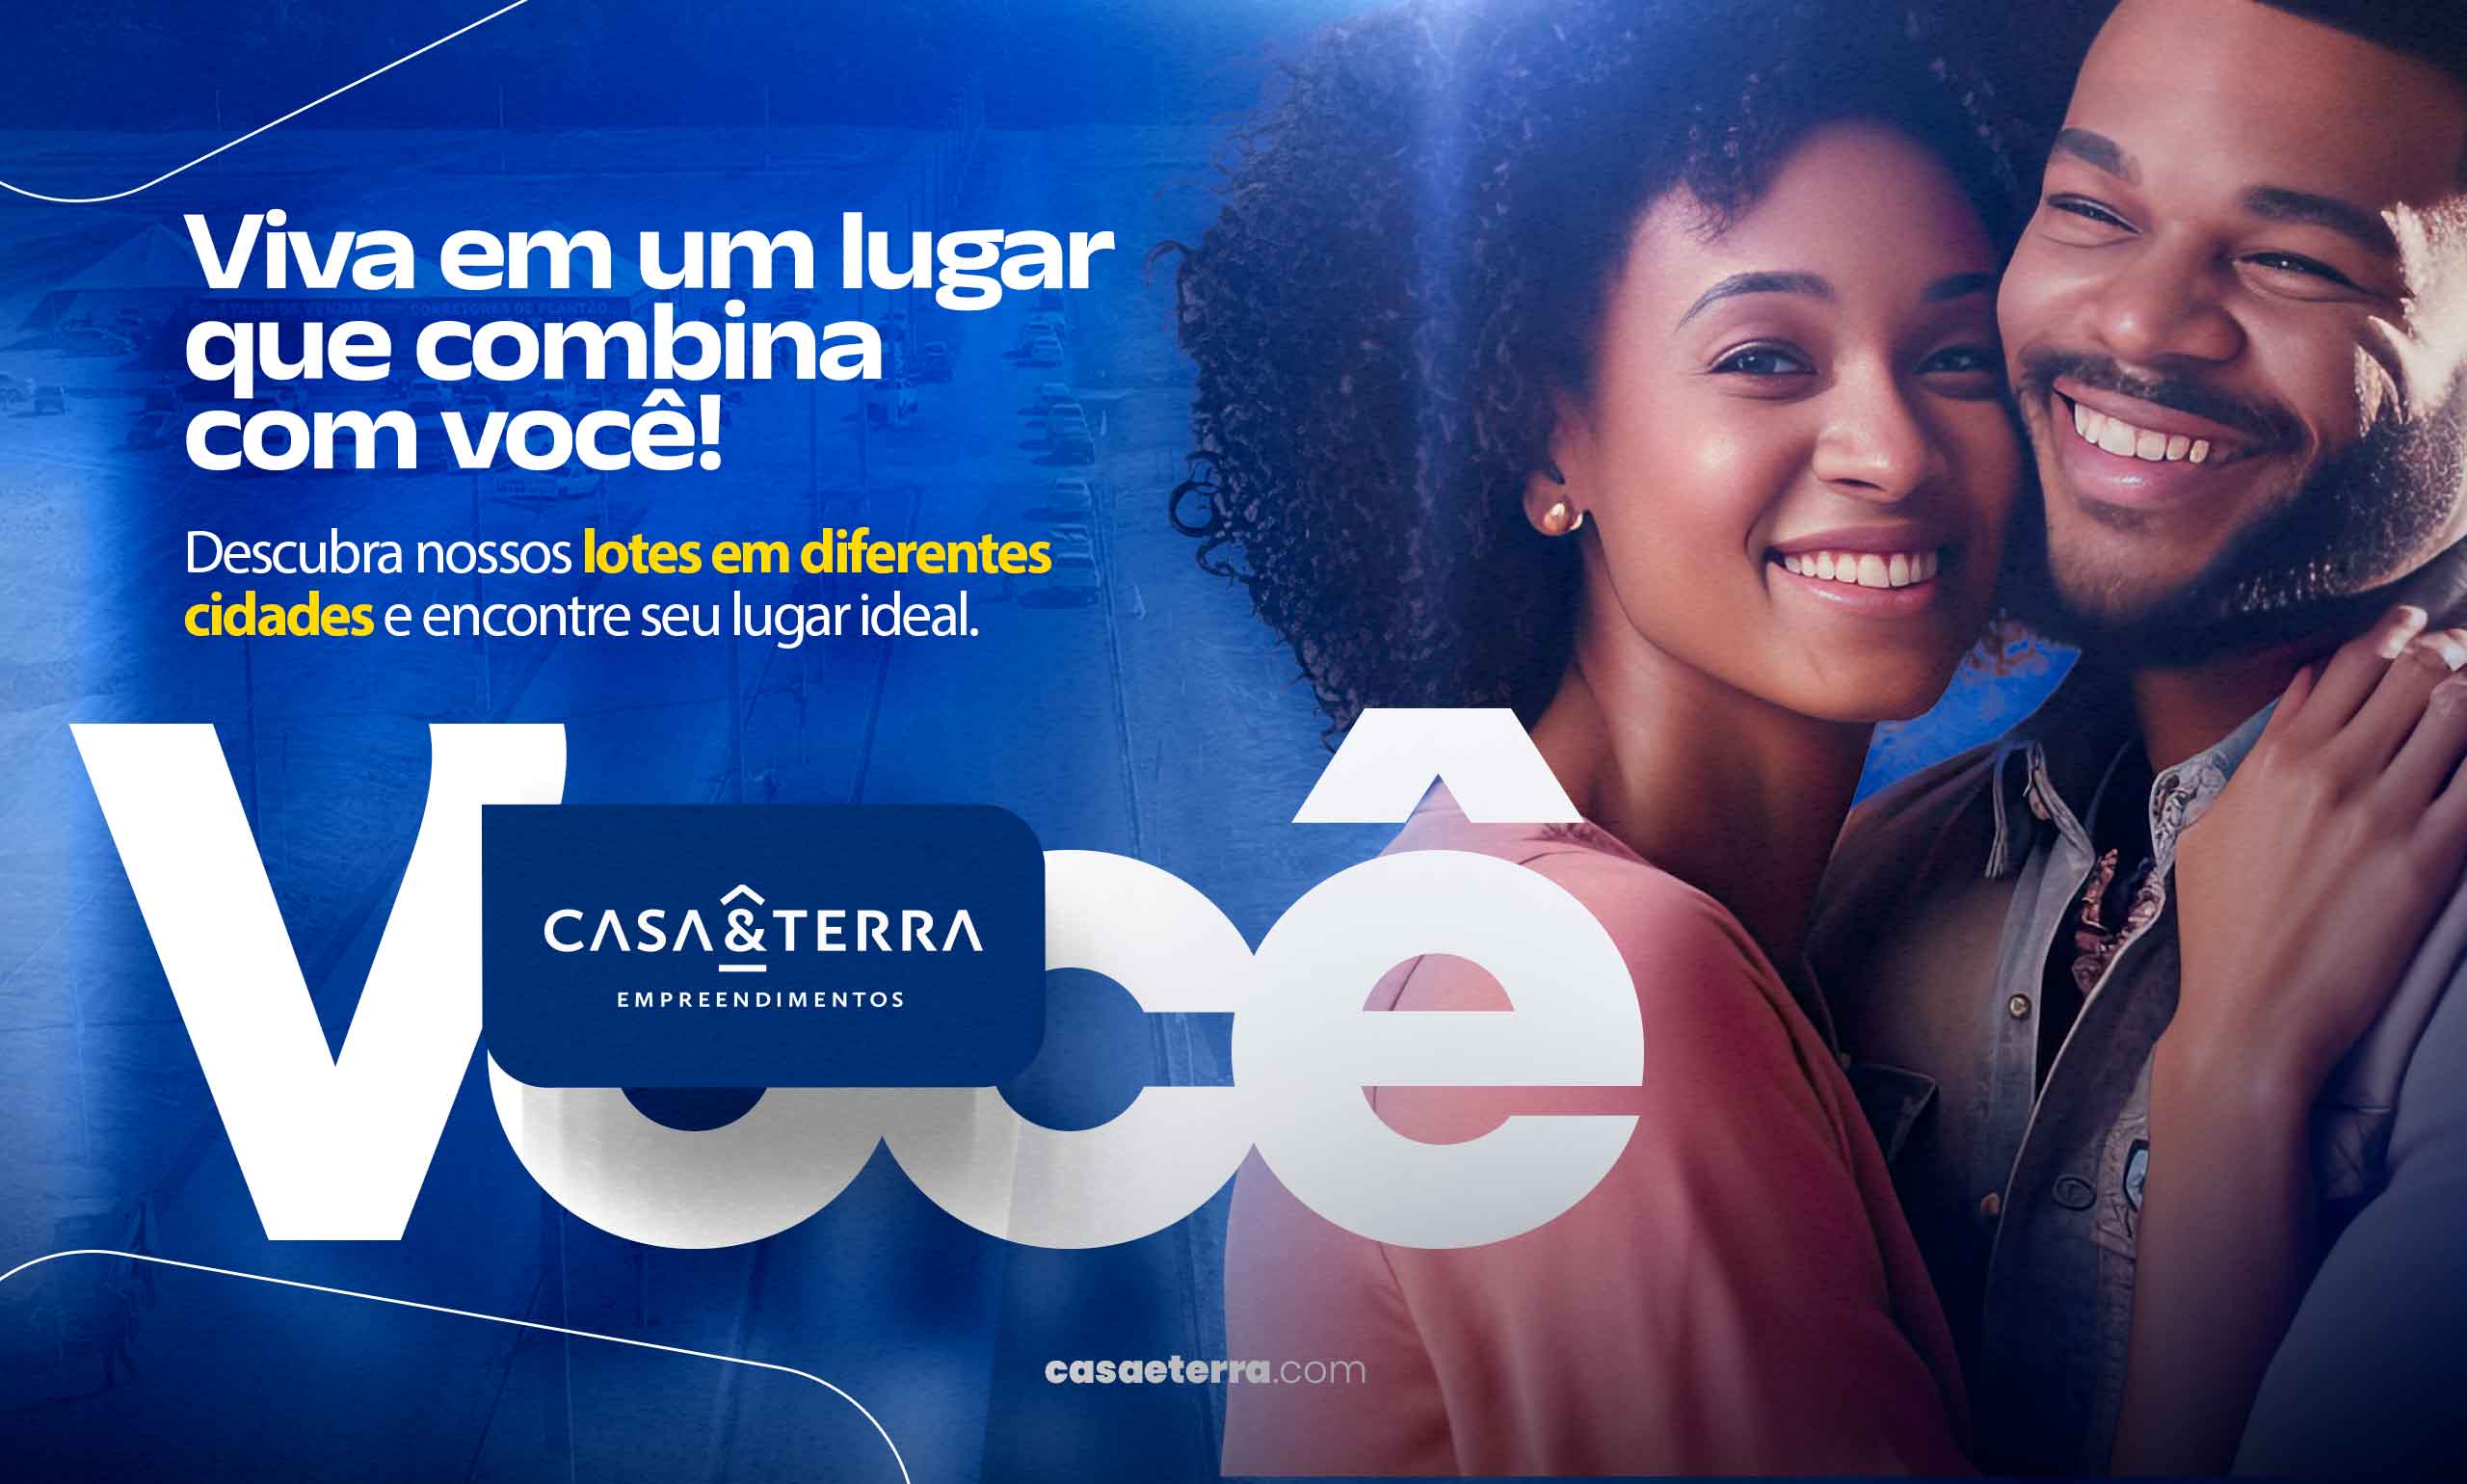 Viva em um lugar
que combina
com você!
Descubra nossos lotes em diferentes
cidades e encontre seu lugar ideal.
Você
CASA&TERRA
EMPREENDIMENTOS
casaeterra.com